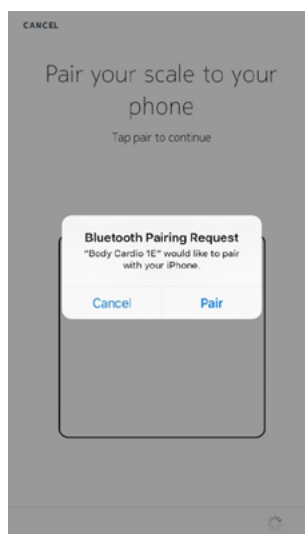 CANCEL
Pair your scale to your
phone
Tap pair to continue
Bluetooth Pairing Request
"Body Cardio 1E" would like to pair
with your iPhone.
Cancel Pair